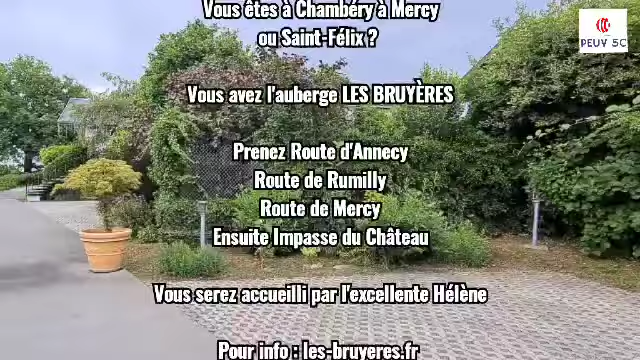 Vous êtes à Chambéry à Mercy
ou Saint-Félix ?
PEUV 5C
Vous avez l'auberge LES BRUYÈRES
Prenez Route d'Annecy
Route de Rumilly
Route de Mercy
Ensuite Impasse du Château
Vous serez accueilli par l'excellente Hélène
Pour info : les-bruyeres.fr